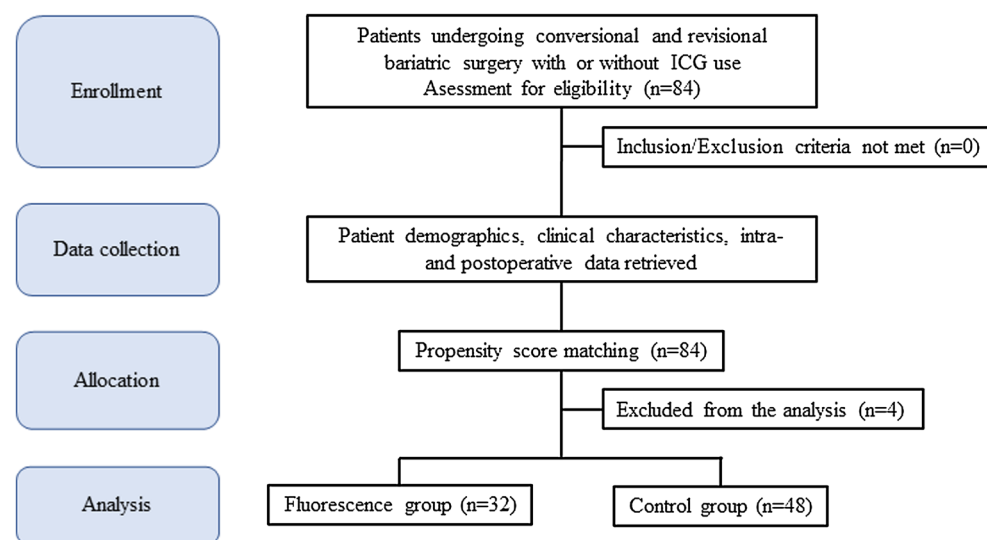 Enrollment
Patients undergoing conversional and revisional
bariatric surgery with or without ICG use
Asessment for eligibility (n=84)
Inclusion/Exclusion criteria not met (n=0)
Data collection
Patient demographics, clinical characteristics, intra-
and postoperative data retrieved
Allocation
Propensity score matching (n=84)
Excluded from the analysis (n=4)
Analysis
Fluorescence group (n=32)
Control group (n=48)